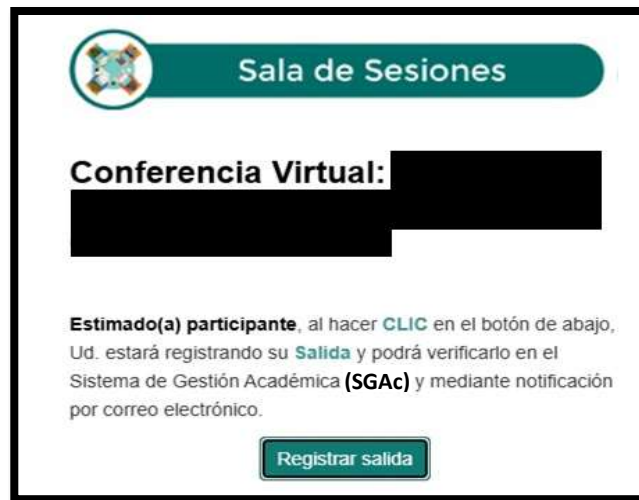 Sala de Sesiones
Conferencia Virtual:
Estimado(a) participante, al hacer CLIC en el botón de abajo,
Ud. estará registrando su Salida y podrá verificarlo en el
Sistema de Gestión Académica (SGAc) y mediante notificación
por correo electrónico.
Registrar salida